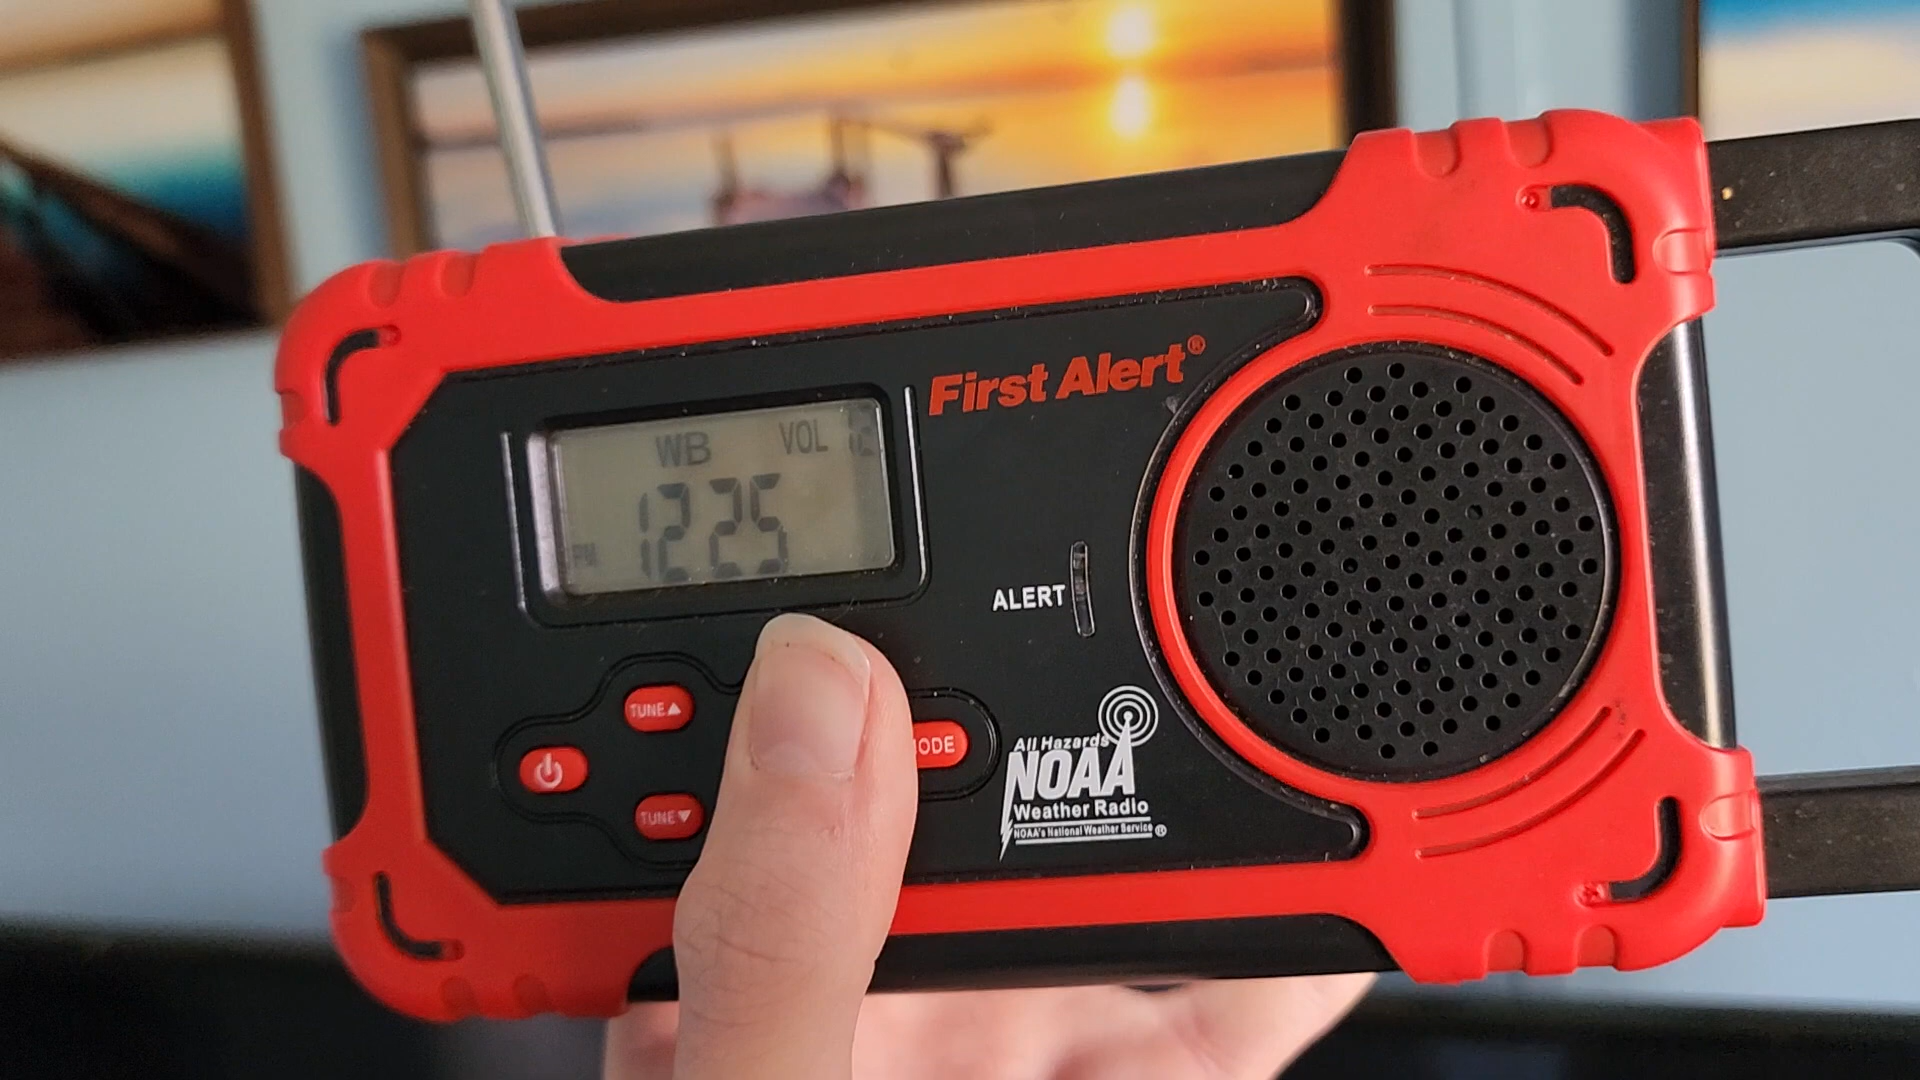 First Alert®
WB VOL 12
PM 1225
ALERT
TUNE▲
ODE
TUNE▼
All Hazards
NOAA
Weather Radio
NOAA's National Weather Service®